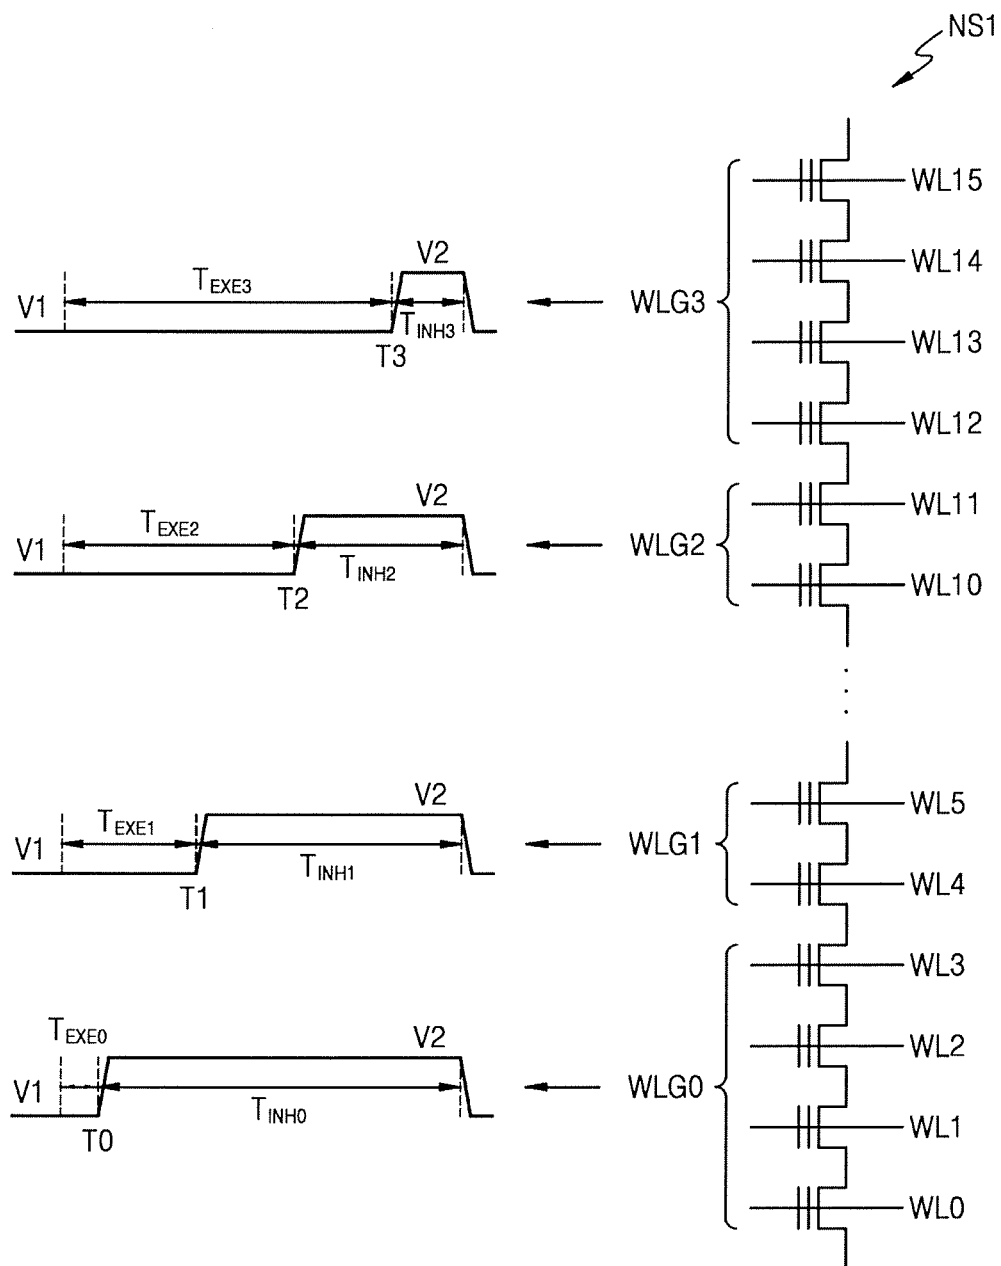 NS1
WL15
V2
T_EXE3
WL14
V1
WLG3
T_INH3
WL13
T3
WL12
V2
WL11
T_EXE2
V1
WLG2
T_INH2
WL10
T2
V2
WL5
T_EXE1
V1
WLG1
T_INH1
WL4
T1
WL3
T_EXE0
V2
WL2
V1
WLG0
T_INH0
WL1
T0
WL0